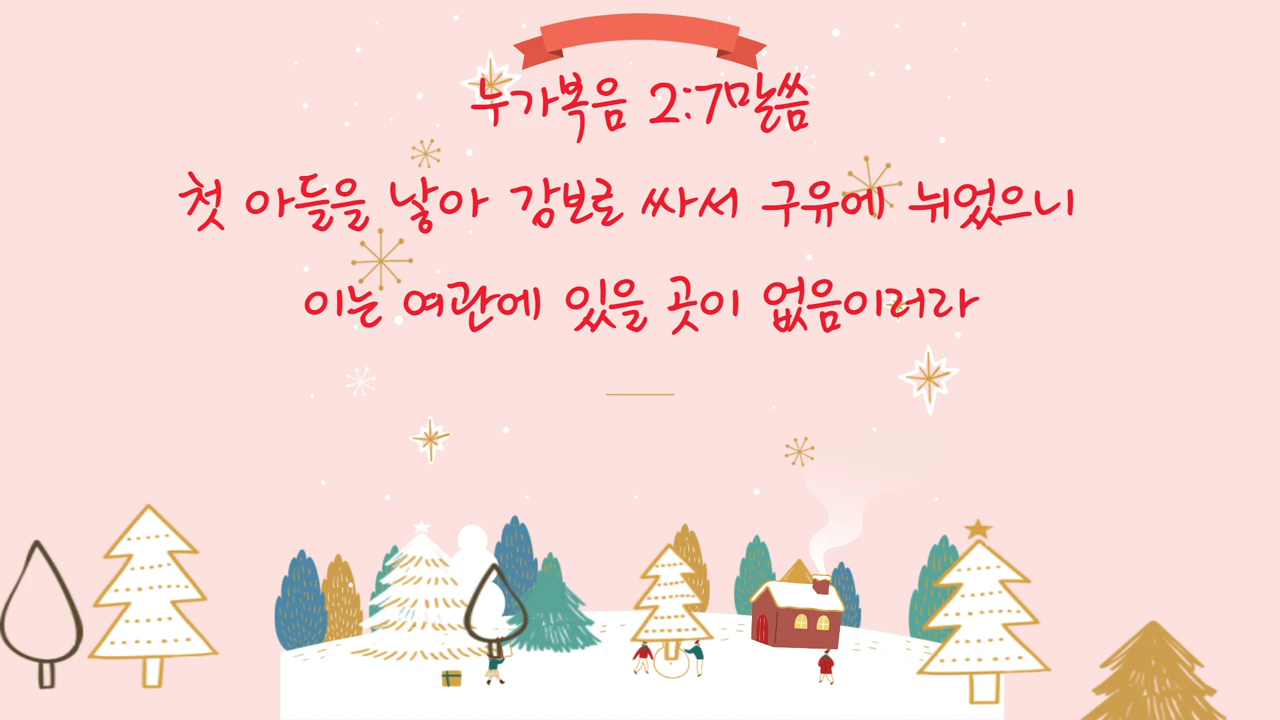 누가복음 2:7말씀
첫 아들을 낳아 강보로 싸서 구유에 뉘었으니
이는 여관에 있을 곳이 없음이러라